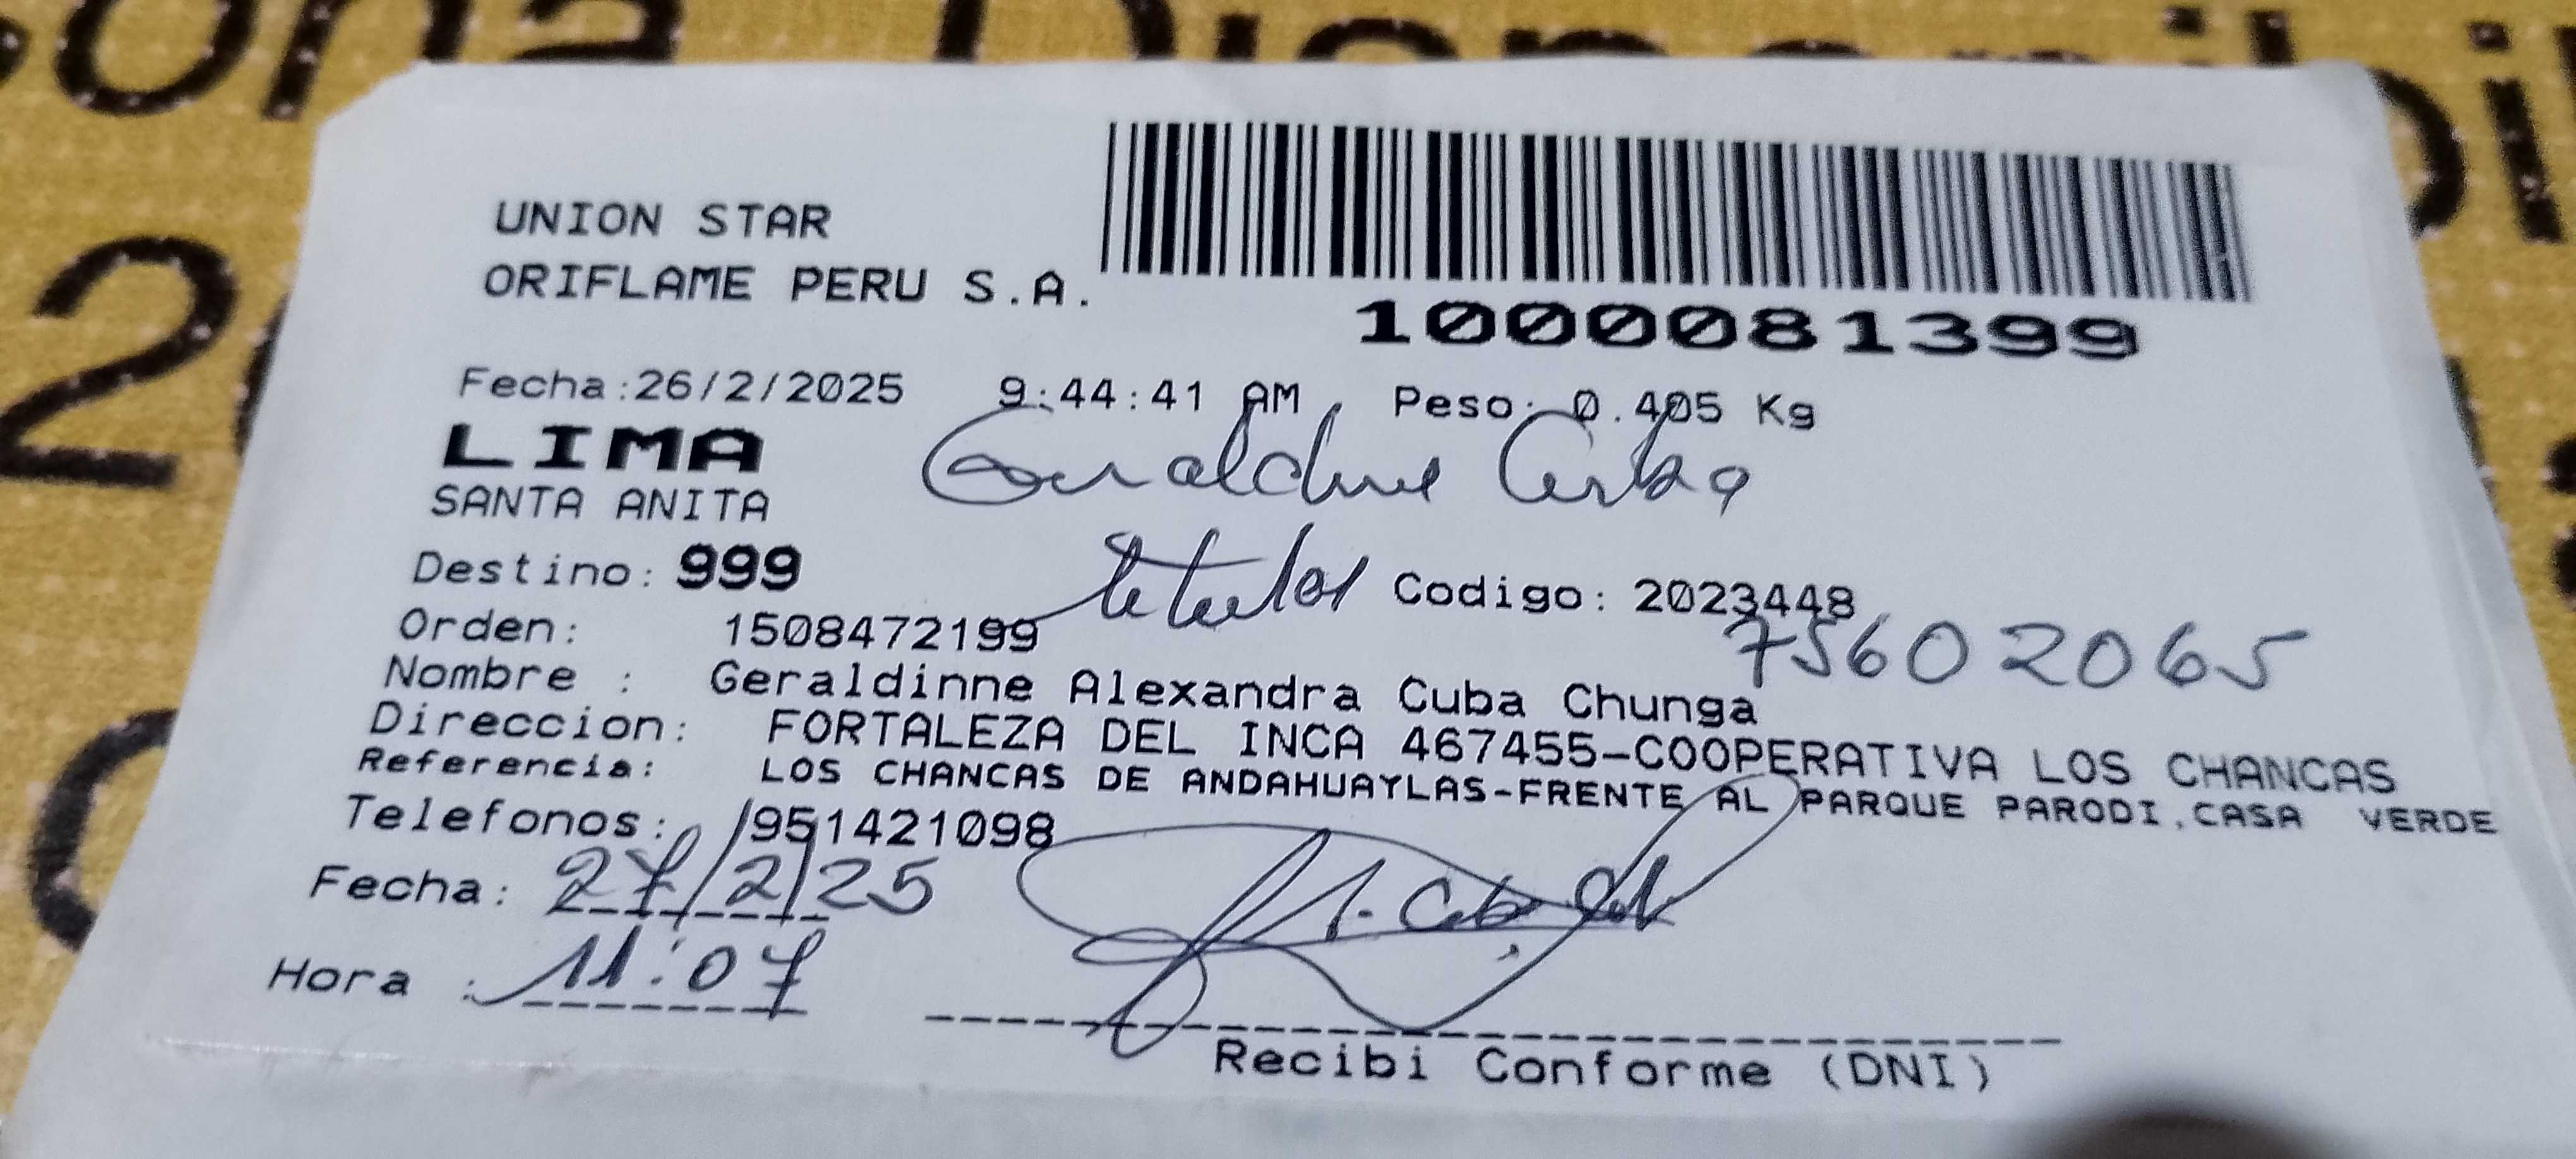 UNION STAR
ORIFLAME PERU S.A.
1000081399
Fecha:26/2/2025 9:44:41 AM Peso: 0.405 Kg
LIMA
Geraldine Cuba
SANTA ANITA
Destino: 999
titular
Codigo: 2023448
Orden: 1508472199
75602065
Nombre : Geraldinne Alexandra Cuba Chunga
Direccion: FORTALEZA DEL INCA 467455-COOPERATIVA LOS CHANCAS
Referencia: LOS CHANCAS DE ANDAHUAYLAS-FRENTE AL PARQUE PARODI.CASA VERDE
Telefonos: /951421098
Fecha: 27/2/25
Hora : 11:07
Recibi Conforme (DNI)